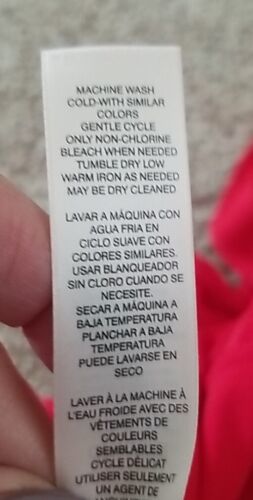 MACHINE WASH
COLD-WITH SIMILAR
COLORS
GENTLE CYCLE
ONLY NON-CHLORINE
BLEACH WHEN NEEDED
TUMBLE DRY LOW
WARM IRON AS NEEDED
MAY BE DRY CLEANED
LAVAR A MÁQUINA CON
AGUA FRIA EN
CICLO SUAVE CON
COLORES SIMILARES.
USAR BLANQUEADOR
SIN CLORO CUANDO SE
NECESITE.
SECAR A MÁQUINA A
BAJA TEMPERATURA
PLANCHAR A BAJA
TEMPERATURA
PUEDE LAVARSE EN
SECO
LAVER À LA MACHINE À
L'EAU FROIDE AVEC DES
VÊTEMENTS DE
COULEURS
SEMBLABLES
CYCLE DÉLICAT
UTILISER SEULEMENT
UN AGENT DE